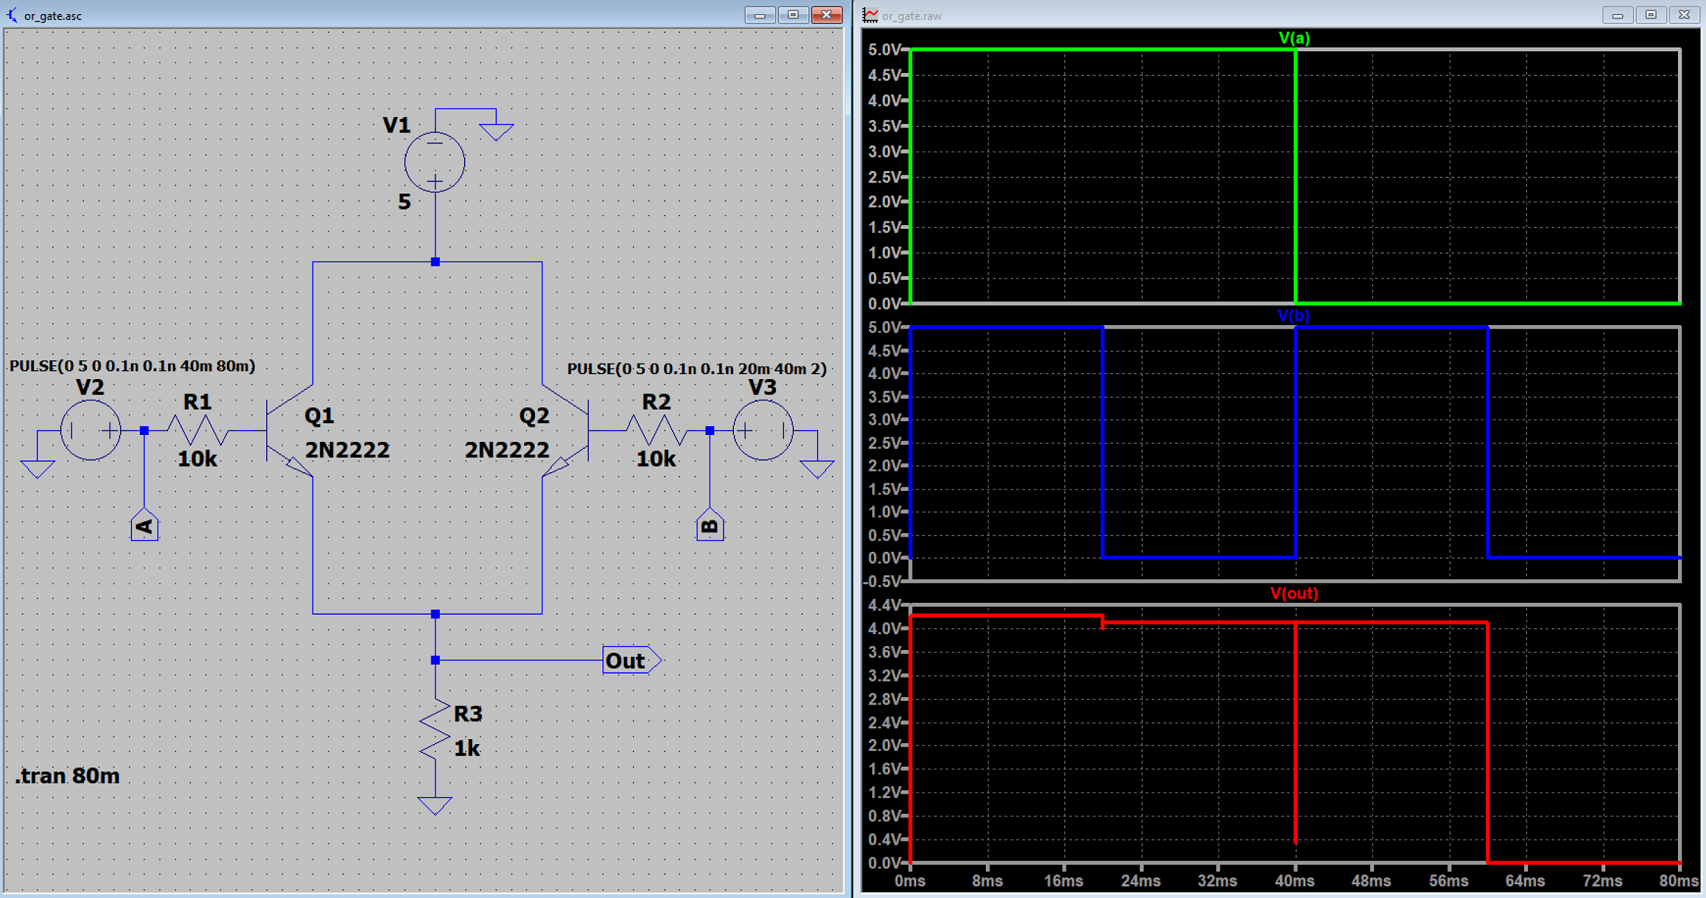 or_gate.asc
V1
5
PULSE(0 5 0 0.1n 0.1n 40m 80m)
V2
R1
10k
Q1
2N2222
A
PULSE(0 5 0 0.1n 0.1n 20m 40m 2)
V3
R2
10k
Q2
2N2222
B
Out
R3
1k
.tran 80m
or_gate.raw
V(a)
5.0V
4.5V
4.0V
3.5V
3.0V
2.5V
2.0V
1.5V
1.0V
0.5V
0.0V
V(b)
5.0V
4.5V
4.0V
3.5V
3.0V
2.5V
2.0V
1.5V
1.0V
0.5V
0.0V
-0.5V
V(out)
4.4V
4.0V
3.6V
3.2V
2.8V
2.4V
2.0V
1.6V
1.2V
0.8V
0.4V
0.0V
0ms 8ms 16ms 24ms 32ms 40ms 48ms 56ms 64ms 72ms 80ms